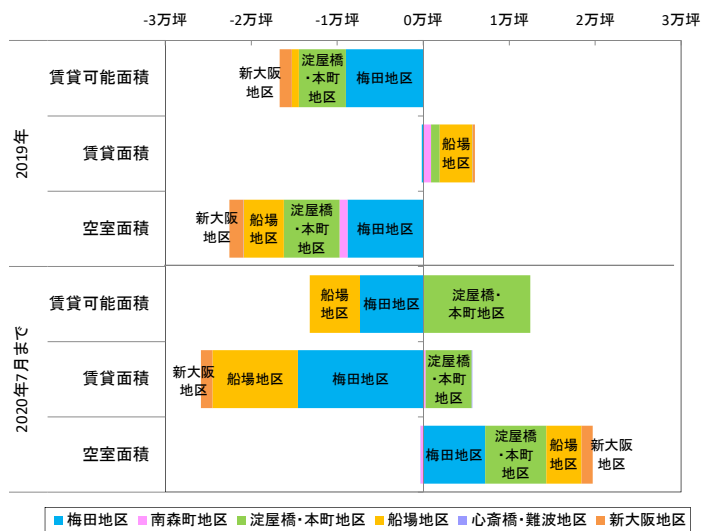 -3万坪 -2万坪 -1万坪 0万坪 1万坪 2万坪 3万坪
2019年
賃貸可能面積
新大阪
地区
淀屋橋
・本町
地区
梅田地区
賃貸面積
船場
地区
空室面積
新大阪
地区
船場
地区
淀屋橋
・本町
地区
梅田地区
2020年7月まで
賃貸可能面積
船場
地区
梅田地区
淀屋橋・
本町地区
賃貸面積
新大阪
地区
船場地区
梅田地区
淀屋橋
・本町
地区
空室面積
梅田地区
淀屋橋
・本町
地区
船場
地区
新大阪
地区
梅田地区 南森町地区 淀屋橋・本町地区 船場地区 心斎橋・難波地区 新大阪地区